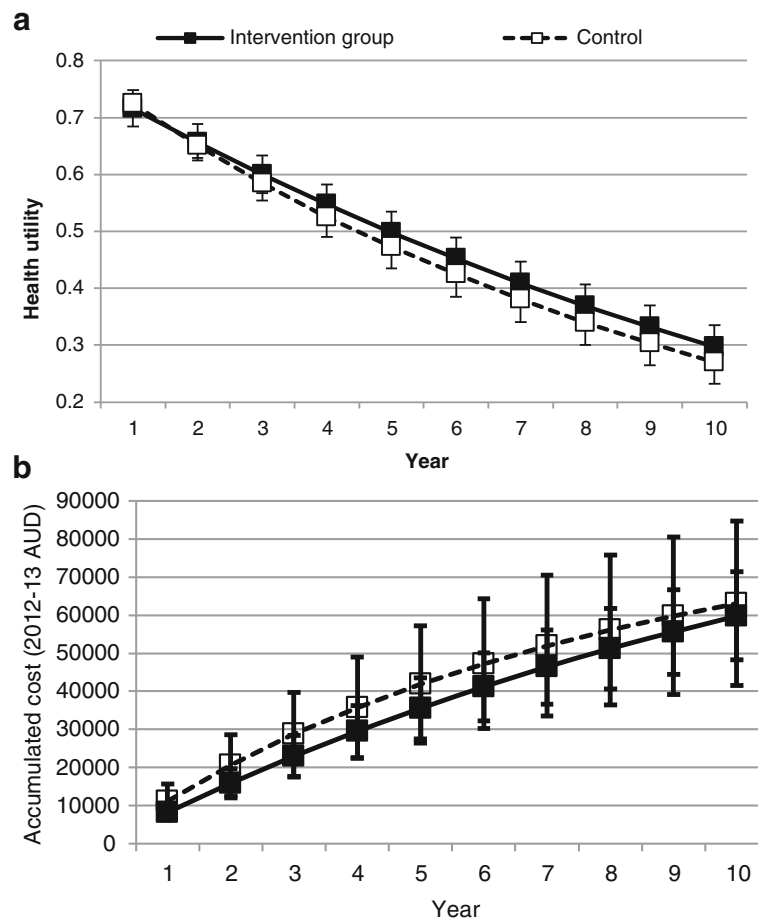 a
Intervention group Control
0.8
0.7
0.6
0.5
0.4
0.3
0.2
Health utility
1 2 3 4 5 6 7 8 9 10
Year
b
90000
80000
70000
60000
50000
40000
30000
20000
10000
0
Accumulated cost (2012-13 AUD)
1 2 3 4 5 6 7 8 9 10
Year